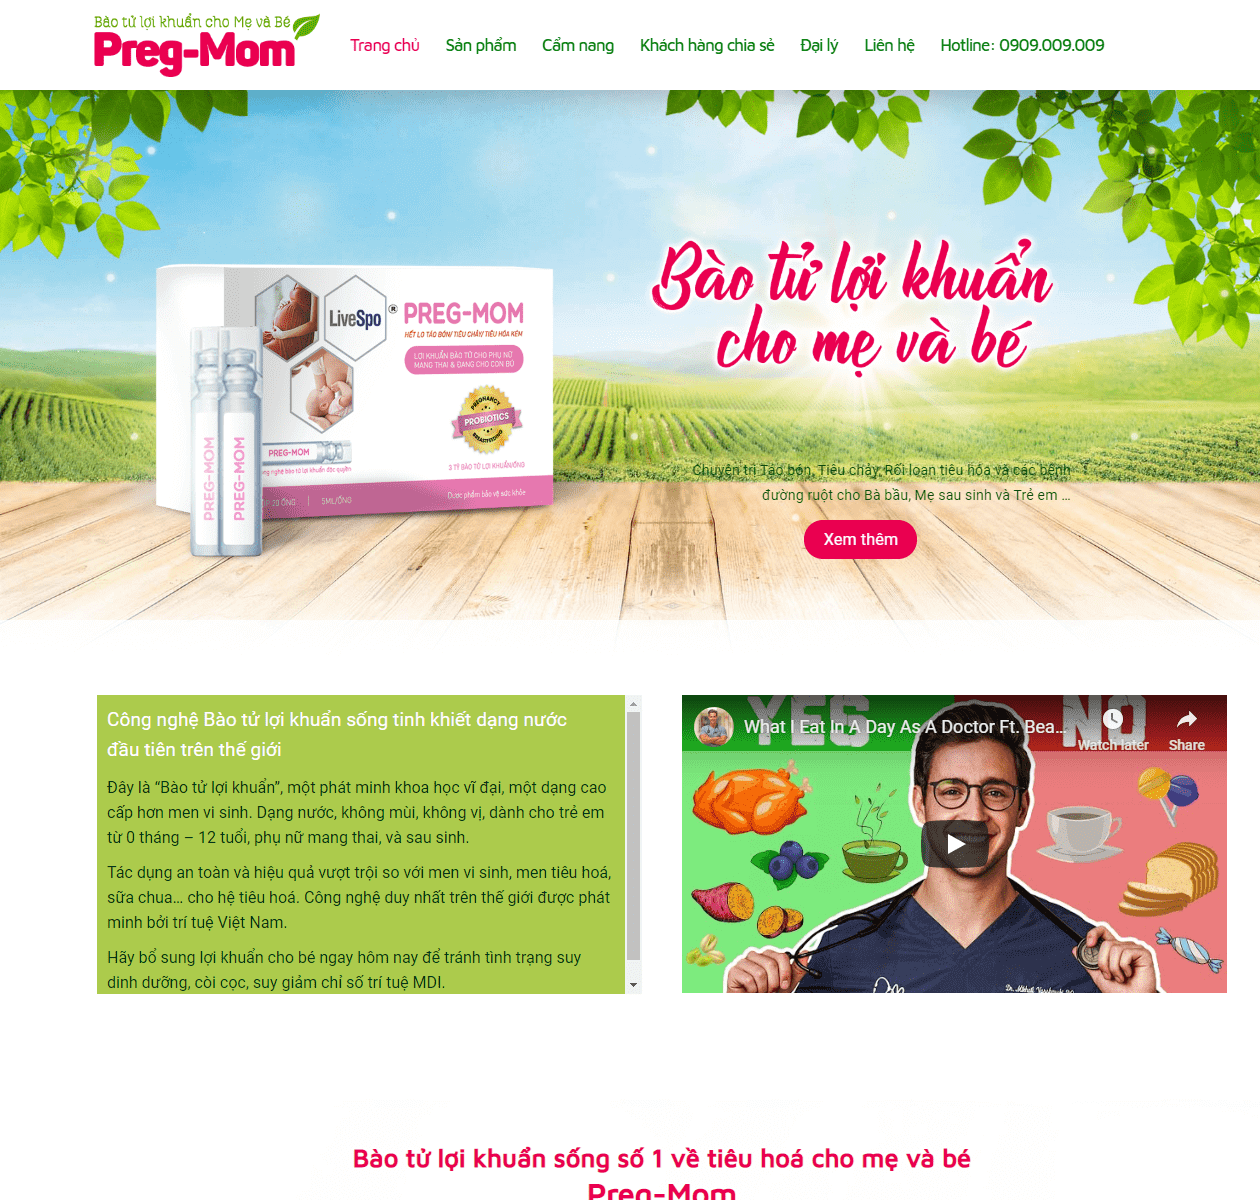 Bào tử lợi khuẩn cho Mẹ và Bé
Preg-Mom
Trang chủ
Sản phẩm
Cẩm nang
Khách hàng chia sẻ
Đại lý
Liên hệ
Hotline: 0909.009.009
Bào tử lợi khuẩn
cho mẹ và bé
LiveSpo®
PREG-MOM
HẾT LO TÁO BÓN/ TIÊU CHẢY/ TIÊU HÓA KÉM
LỢI KHUẨN BÀO TỬ CHO PHỤ NỮ
MANG THAI & ĐANG CHO CON BÚ
PREGNANCY
PROBIOTICS
BREASTFEEDING
PREG-MOM
PREG-MOM
PREG-MOM
nghệ bào tử lợi khuẩn độc quyền
3 TỶ BÀO TỬ LỢI KHUẨN/ỐNG
28 ỐNG
5ML/ỐNG
Dược phẩm bảo vệ sức khỏe
Chuyên trị Táo bón, Tiêu chảy, Rối loạn tiêu hóa và các bệnh
đường ruột cho Bà bầu, Mẹ sau sinh và Trẻ em ...
Xem thêm
Công nghệ Bào tử lợi khuẩn sống tinh khiết dạng nước
đầu tiên trên thế giới
Đây là “Bào tử lợi khuẩn”, một phát minh khoa học vĩ đại, một dạng cao
cấp hơn men vi sinh. Dạng nước, không mùi, không vị, dành cho trẻ em
từ 0 tháng – 12 tuổi, phụ nữ mang thai, và sau sinh.
Tác dụng an toàn và hiệu quả vượt trội so với men vi sinh, men tiêu hoá,
sữa chua… cho hệ tiêu hoá. Công nghệ duy nhất trên thế giới được phát
minh bởi trí tuệ Việt Nam.
Hãy bổ sung lợi khuẩn cho bé ngay hôm nay để tránh tình trạng suy
dinh dưỡng, còi cọc, suy giảm chỉ số trí tuệ MDI.
YES
NO
What I Eat In A Day As A Doctor Ft. Bea...
Watch later
Share
Bào tử lợi khuẩn sống số 1 về tiêu hoá cho mẹ và bé
Preg-Mom